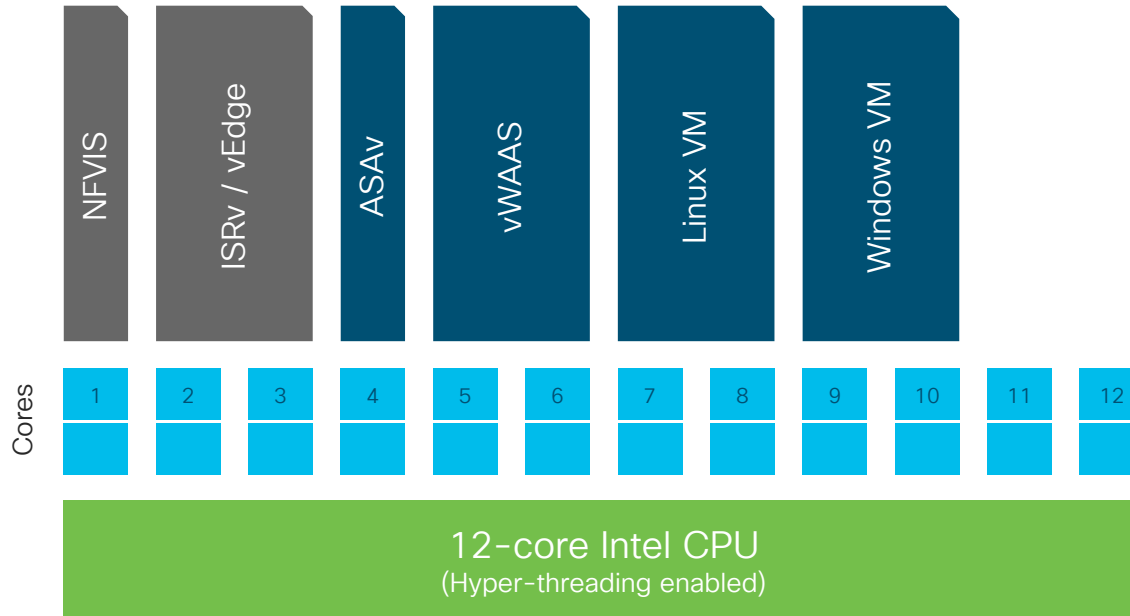 NFVIS
ISRv / vEdge
ASAv
vWAAS
Linux VM
Windows VM
Cores
1
2
3
4
5
6
7
8
9
10
11
12
12-core Intel CPU
(Hyper-threading enabled)